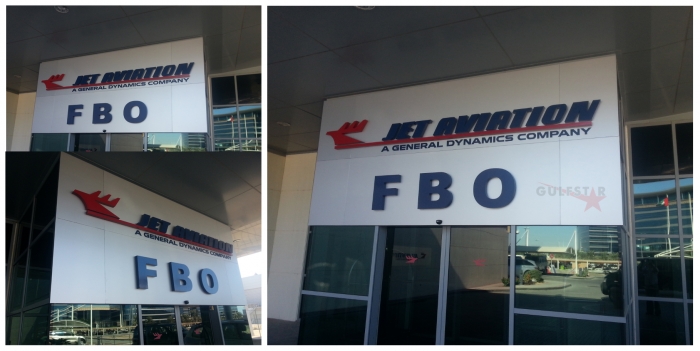 JET AVIATION
A GENERAL DYNAMICS COMPANY
FBO
JET AVIATION
A GENERAL DYNAMICS COMPANY
FBO
JET AVIATION
A GENERAL DYNAMICS COMPANY
FBO
GULFSTAR